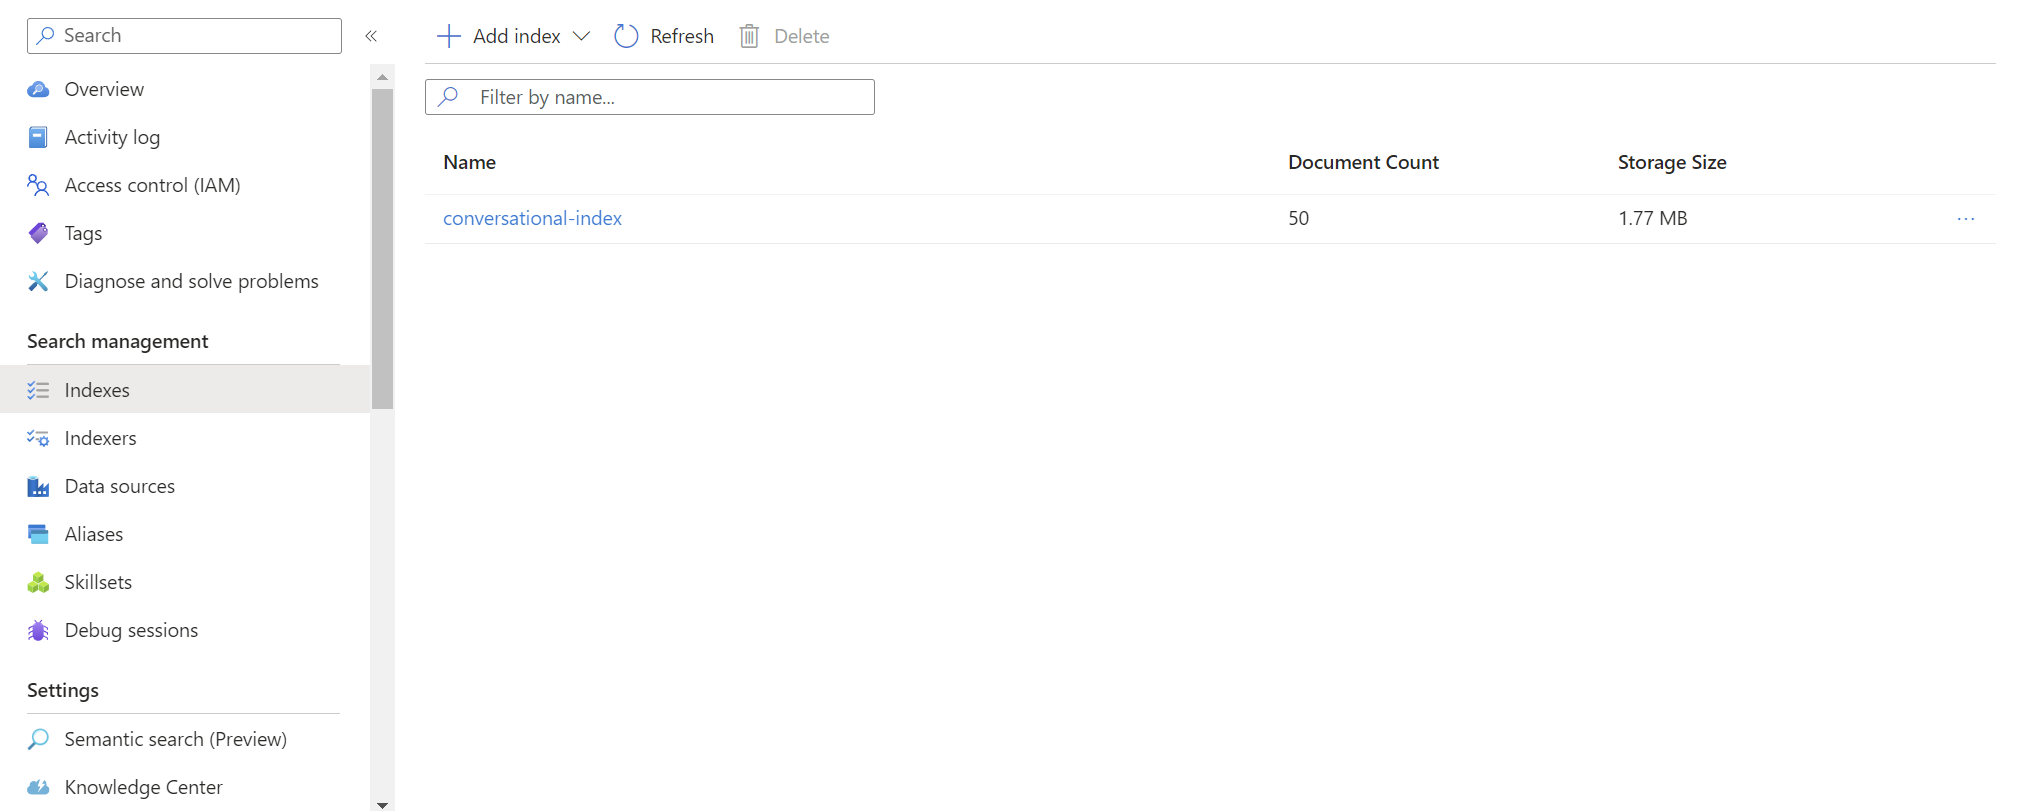 Search
«
Overview
Activity log
Access control (IAM)
Tags
Diagnose and solve problems
Search management
Indexes
Indexers
Data sources
Aliases
Skillsets
Debug sessions
Settings
Semantic search (Preview)
Knowledge Center
Add index Refresh Delete
Filter by name...
Name Document Count Storage Size
conversational-index 50 1.77 MB ...